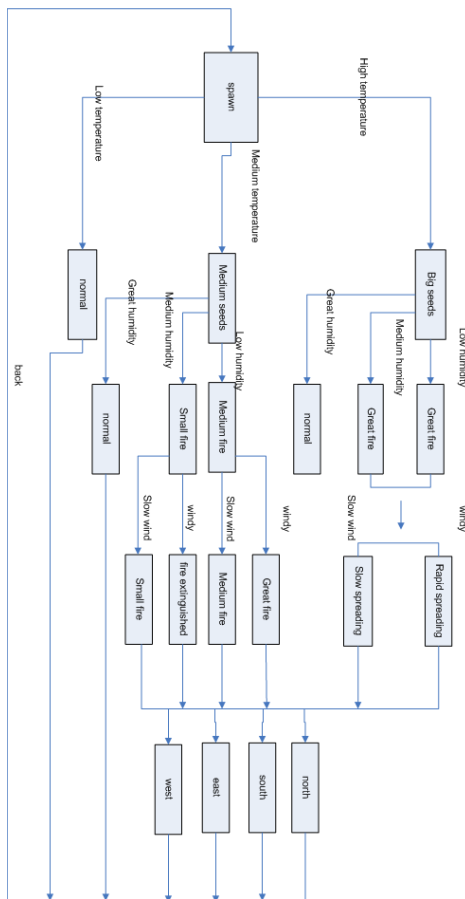 spawn
High temperature
Low temperature
Medium temperature
normal
Medium seeds
Big seeds
Great humidity
Medium humidity
Low humidity
Great humidity
Medium humidity
Low humidity
back
normal
Small fire
Medium fire
normal
Great fire
Great fire
Slow wind
windy
Slow wind
windy
Slow wind
windy
Small fire
fire extinguished
Medium fire
Great fire
Slow spreading
Rapid spreading
west
east
south
north